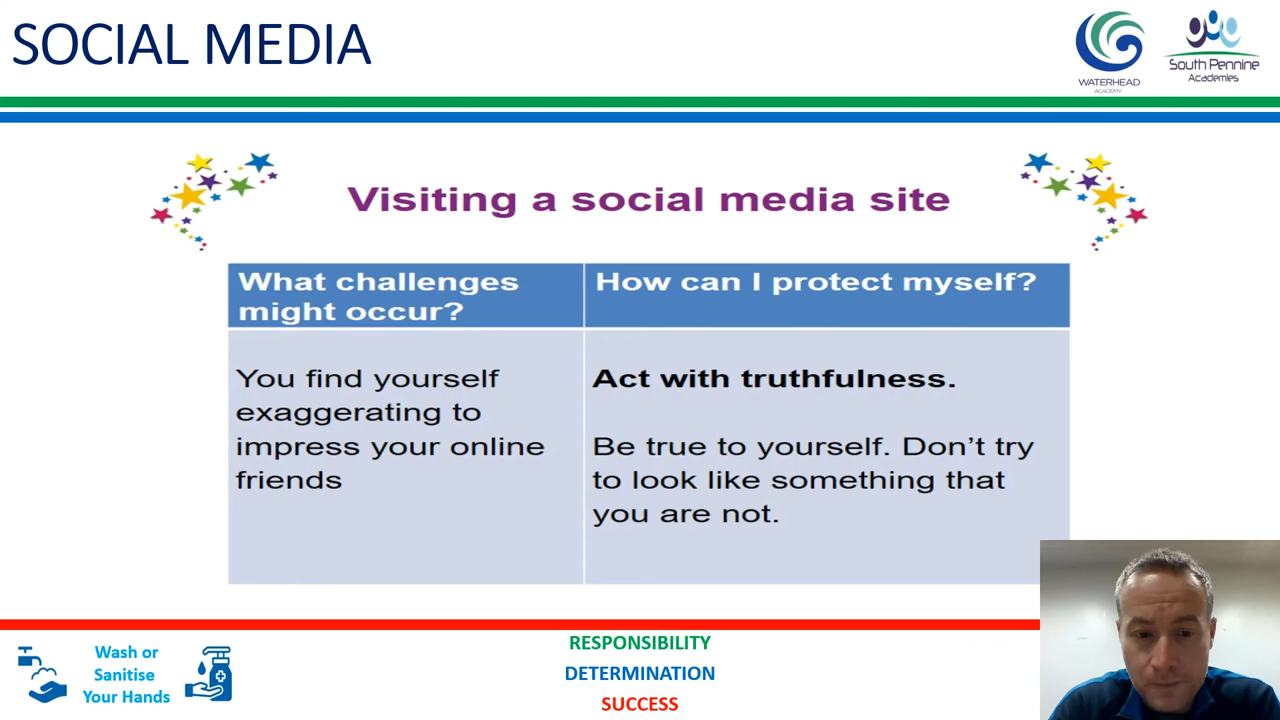 SOCIAL MEDIA
WATERHEAD
ACADEMY
South Pennine
Academies
Visiting a social media site
What challenges
might occur?
How can I protect myself?
You find yourself
exaggerating to
impress your online
friends
Act with truthfulness.
Be true to yourself. Don't try
to look like something that
you are not.
Wash or
Sanitise
Your Hands
RESPONSIBILITY
DETERMINATION
SUCCESS